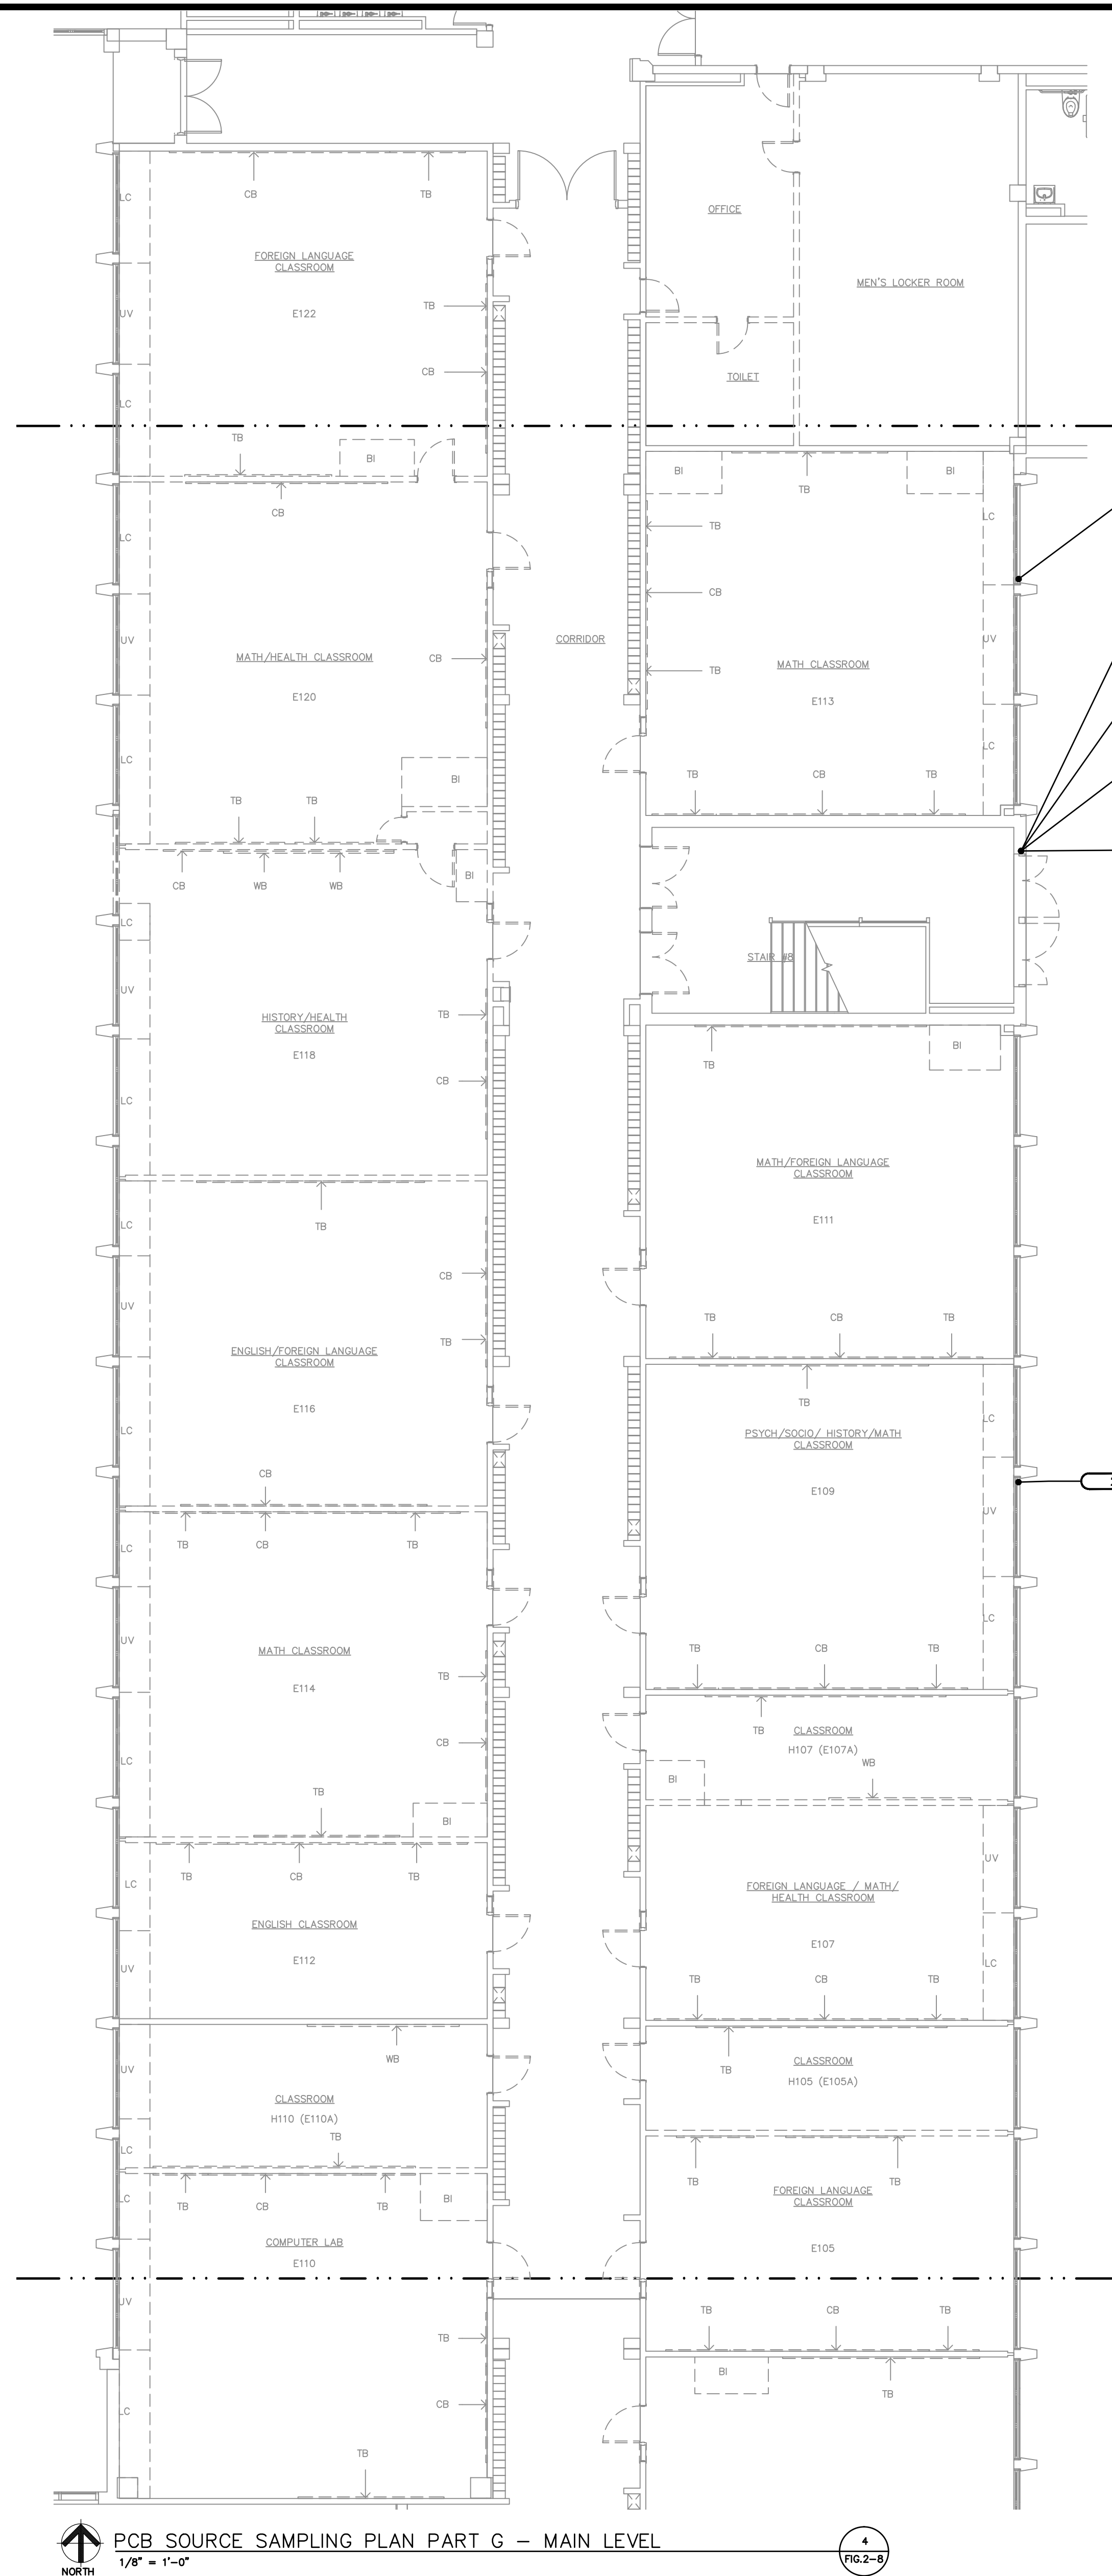 CB
TB
LC
OFFICE
FOREIGN LANGUAGE
CLASSROOM
MEN'S LOCKER ROOM
TB
UV
E122
CB
TOILET
LC
TB
BI
BI
TB
BI
CB
LC
TB
LC
CB
UV
CORRIDOR
UV
MATH/HEALTH CLASSROOM
CB
MATH CLASSROOM
TB
E120
E113
LC
LC
BI
TB
CB
TB
TB
TB
BI
CB
WB
WB
LC
STAIR #8
UV
HISTORY/HEALTH
CLASSROOM
TB
BI
E118
TB
CB
LC
MATH/FOREIGN LANGUAGE
CLASSROOM
LC
TB
E111
CB
UV
TB
CB
TB
TB
ENGLISH/FOREIGN LANGUAGE
CLASSROOM
TB
E116
LC
LC
PSYCH/SOCIO/ HISTORY/MATH
CLASSROOM
CB
E109
UV
TB
CB
TB
LC
LC
UV
MATH CLASSROOM
TB
CB
TB
TB
E114
CB
TB
CLASSROOM
H107 (E107A)
LC
WB
BI
TB
BI
UV
TB
CB
TB
LC
FOREIGN LANGUAGE / MATH/
HEALTH CLASSROOM
ENGLISH CLASSROOM
E107
E112
LC
UV
TB
CB
TB
WB
CLASSROOM
UV
TB
H105 (E105A)
CLASSROOM
H110 (E110A)
TB
LC
TB
TB
FOREIGN LANGUAGE
CLASSROOM
LC
TB
CB
TB
BI
COMPUTER LAB
E105
E110
UV
TB
CB
TB
TB
BI
TB
CB
LC
TB
PCB SOURCE SAMPLING PLAN PART G – MAIN LEVEL
4
1/8" = 1'-0"
FIG.2-8
NORTH